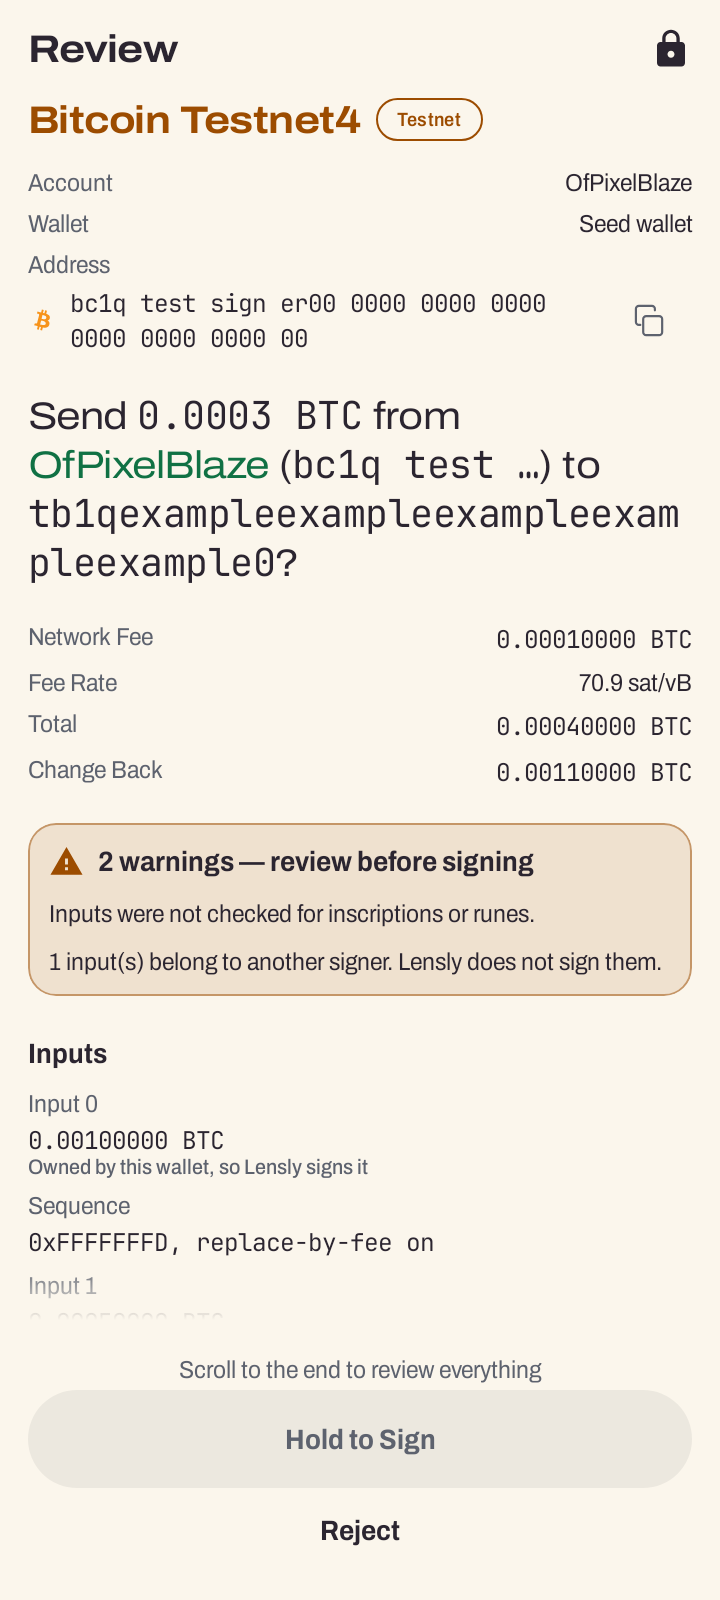 Review
Bitcoin Testnet4 Testnet
Account OfPixelBlaze
Wallet Seed wallet
Address
bc1q test sign er00 0000 0000 0000
0000 0000 0000 00
Send 0.0003 BTC from
OfPixelBlaze (bc1q test …) to
tb1qexampleexampleexampleexam
pleexample0?
Network Fee 0.00010000 BTC
Fee Rate 70.9 sat/vB
Total 0.00040000 BTC
Change Back 0.00110000 BTC
2 warnings — review before signing
Inputs were not checked for inscriptions or runes.
1 input(s) belong to another signer. Lensly does not sign them.
Inputs
Input 0
0.00100000 BTC
Owned by this wallet, so Lensly signs it
Sequence
0xFFFFFFFD, replace-by-fee on
Input 1
Scroll to the end to review everything
Hold to Sign
Reject